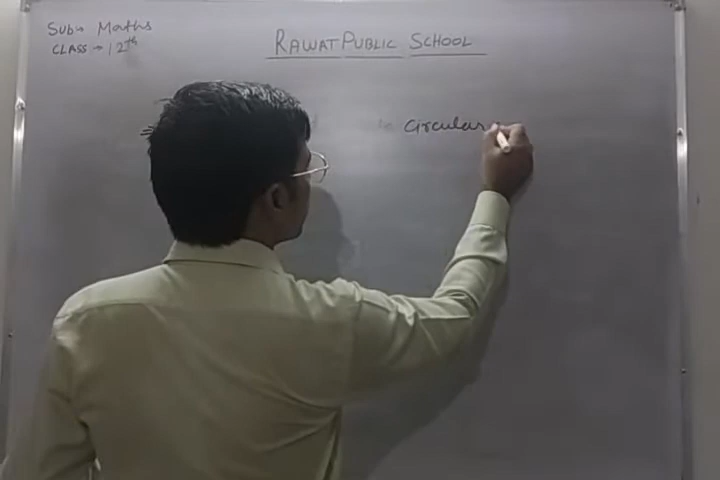 Sub:- Maths
CLASS → 12th
RAWAT PUBLIC SCHOOL
Circular